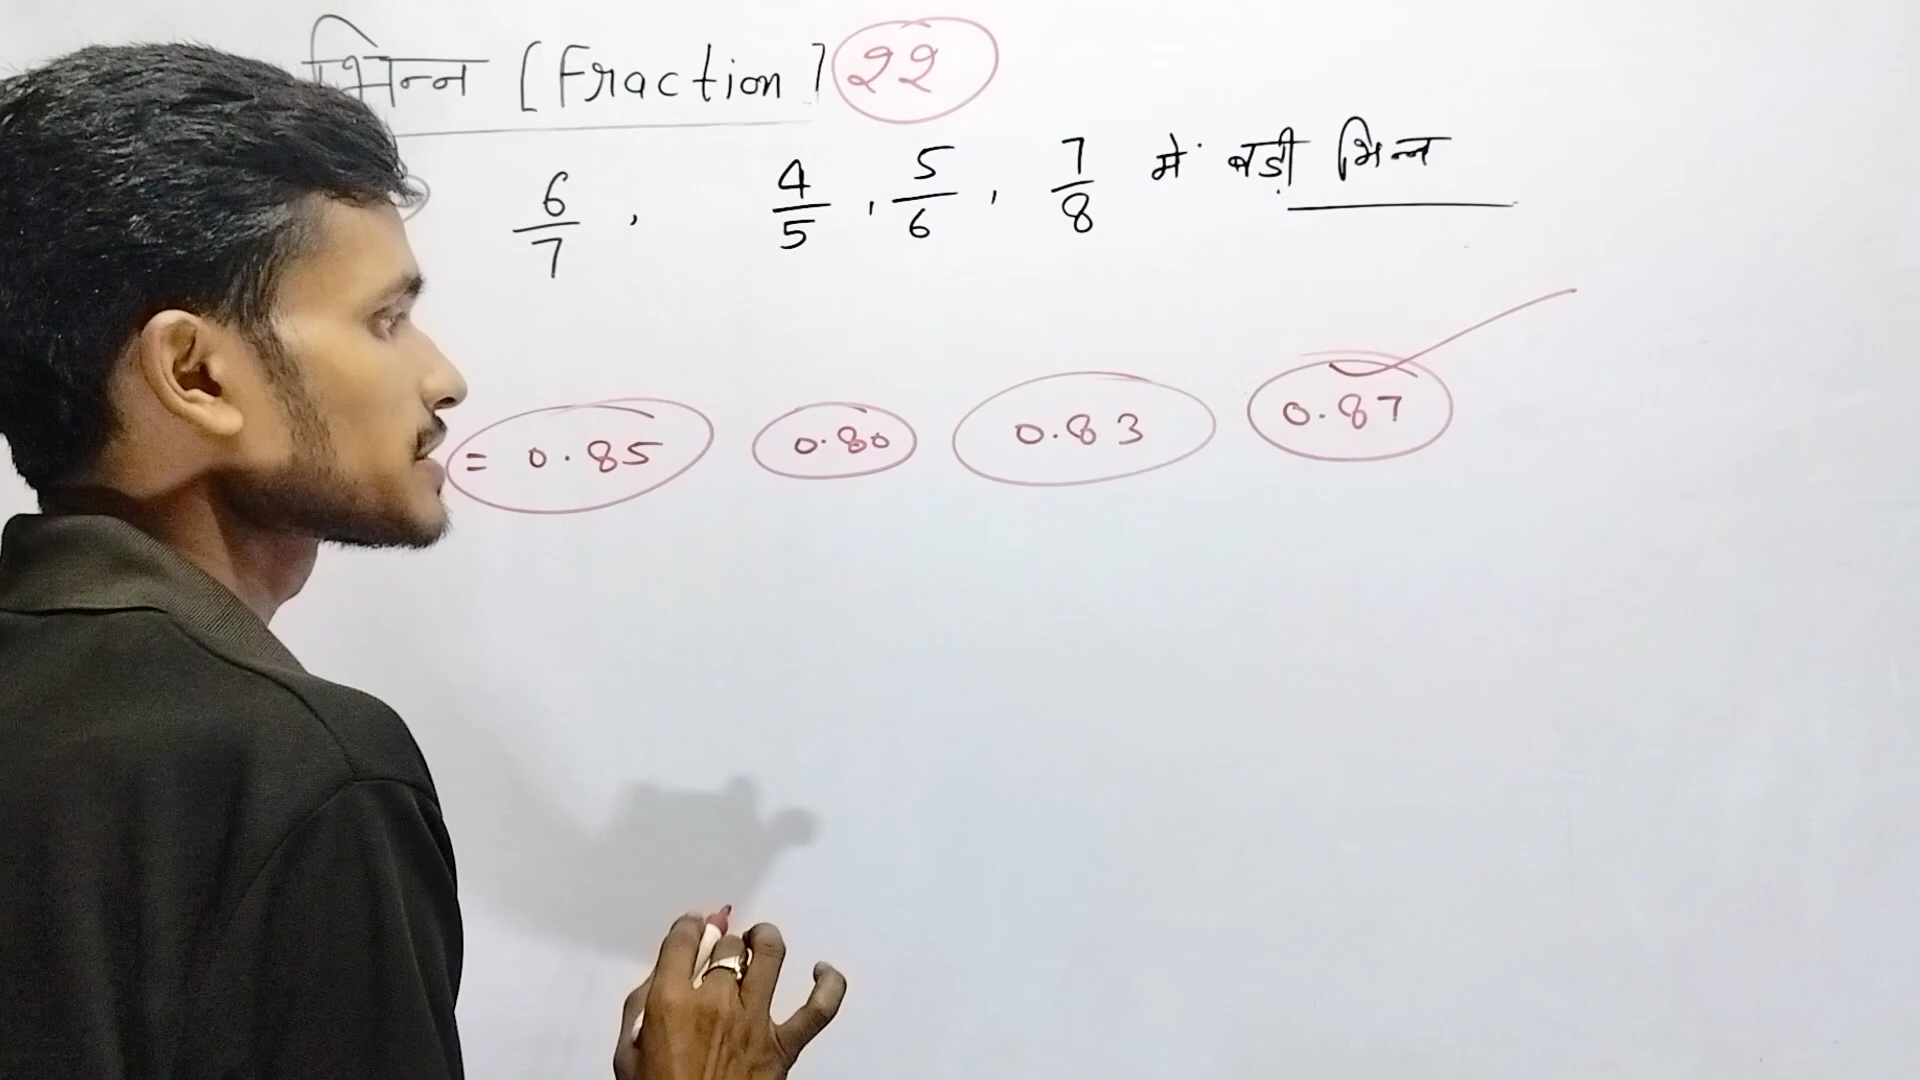 भिन्न [Fraction] 22
6/7, 4/5, 5/6, 7/8 में बड़ी भिन्न
= 0.85 0.80 0.83 0.87